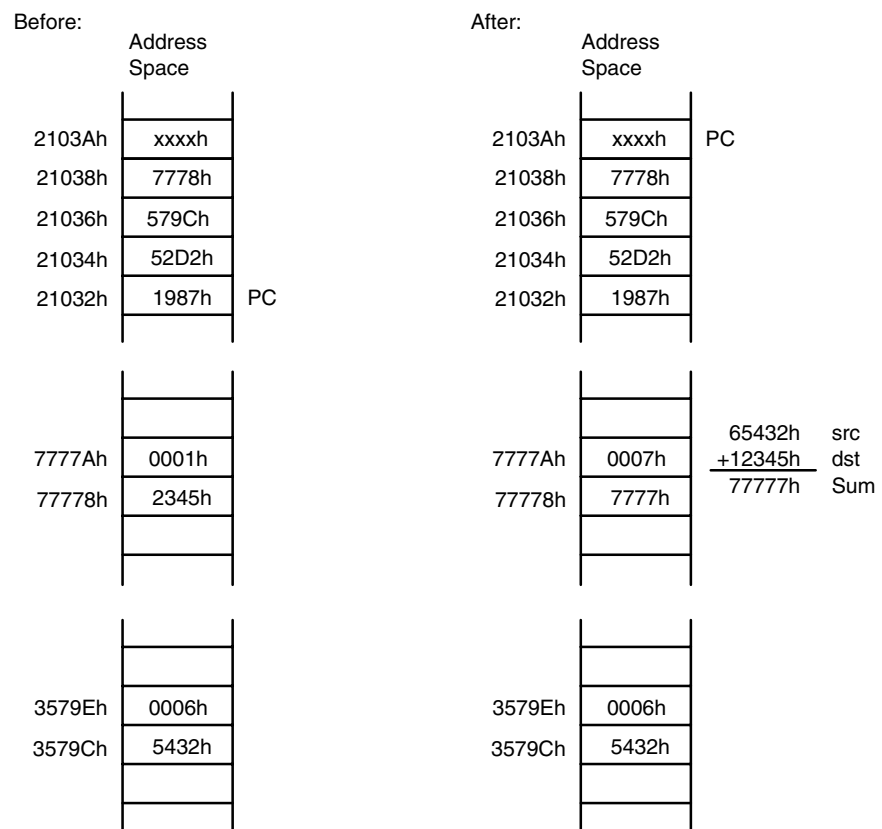 Before:
Address
Space
2103Ah xxxxh
21038h 7778h
21036h 579Ch
21034h 52D2h
21032h 1987h PC
7777Ah 0001h
77778h 2345h
3579Eh 0006h
3579Ch 5432h
After:
Address
Space
2103Ah xxxxh PC
21038h 7778h
21036h 579Ch
21034h 52D2h
21032h 1987h
65432h src
7777Ah 0007h +12345h dst
77778h 7777h 77777h Sum
3579Eh 0006h
3579Ch 5432h